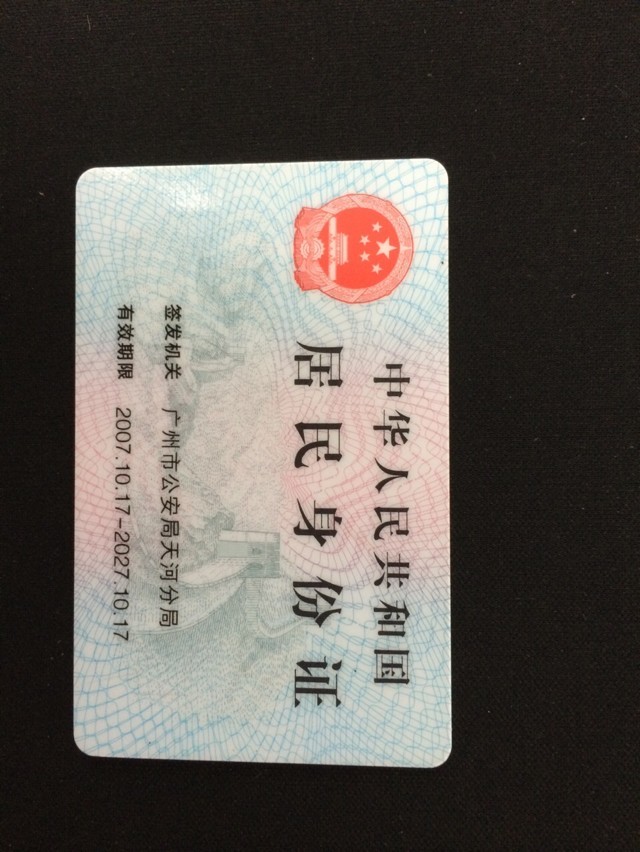 中华人民共和国
居民身份证
签发机关 广州市公安局天河分局
有效期限 2007.10.17-2027.10.17